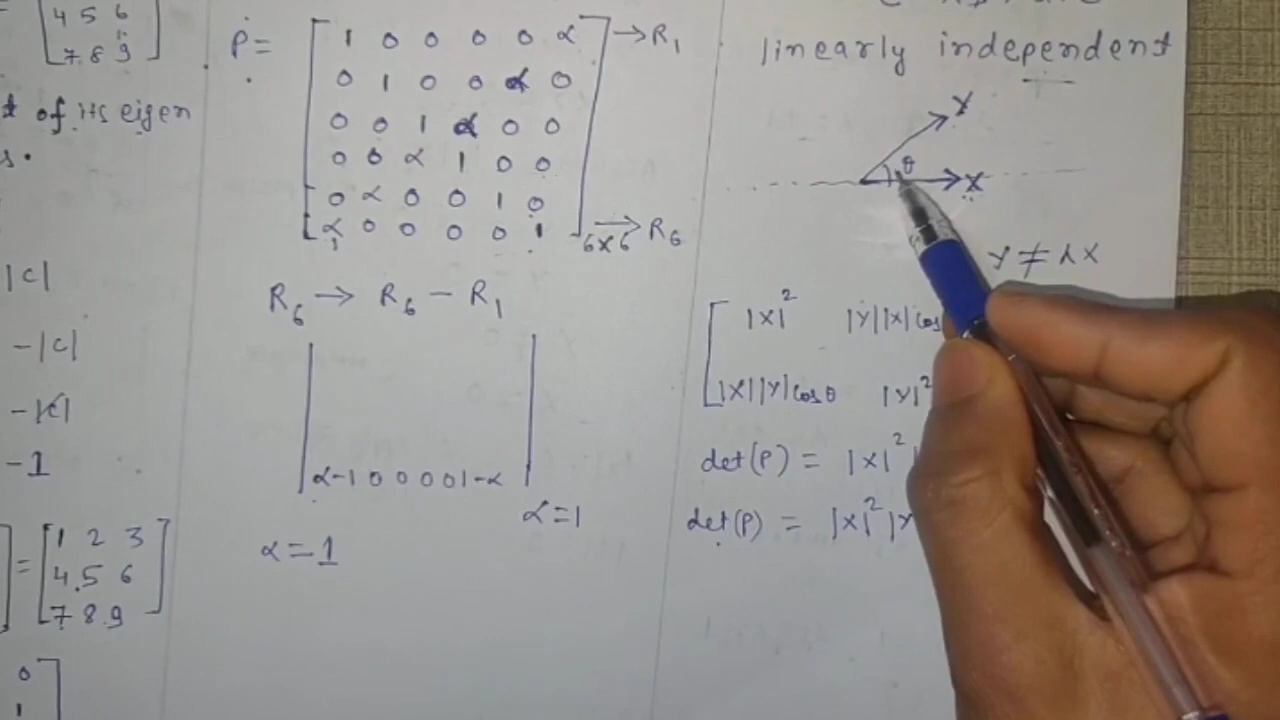 4 5 6
7 8 9
of its eigen
s.
|c|
-|c|
-|c|
-1
= [1 2 3
4 5 6
7 8 9]
0
1
P = [1 0 0 0 0 α → R₁
0 1 0 0 α 0
0 0 1 α 0 0
0 0 α 1 0 0
0 α 0 0 1 0
α 0 0 0 0 1]6×6 → R₆
R₆ → R₆ - R₁
α-1 0 0 0 0 1-α
α=1
α=1
linearly independent
Y
θ
X
Y ≠ λX
|X|² |Y||X|cos
|X||Y|cosθ |Y|²
det(P) = |X|²
det(P) = |X|²|Y